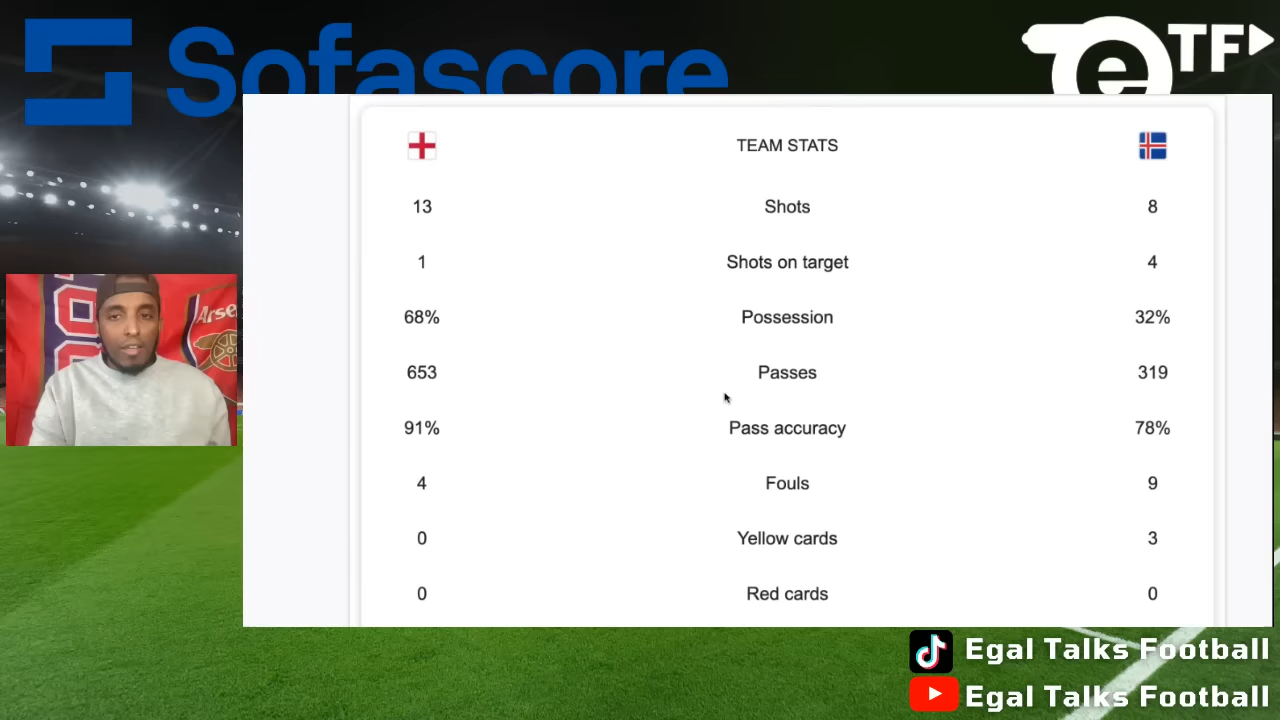 Sofascore
eTF
TEAM STATS
13 Shots 8
1 Shots on target 4
68% Possession 32%
653 Passes 319
91% Pass accuracy 78%
4 Fouls 9
0 Yellow cards 3
0 Red cards 0
Arse
Egal Talks Football
Egal Talks Football